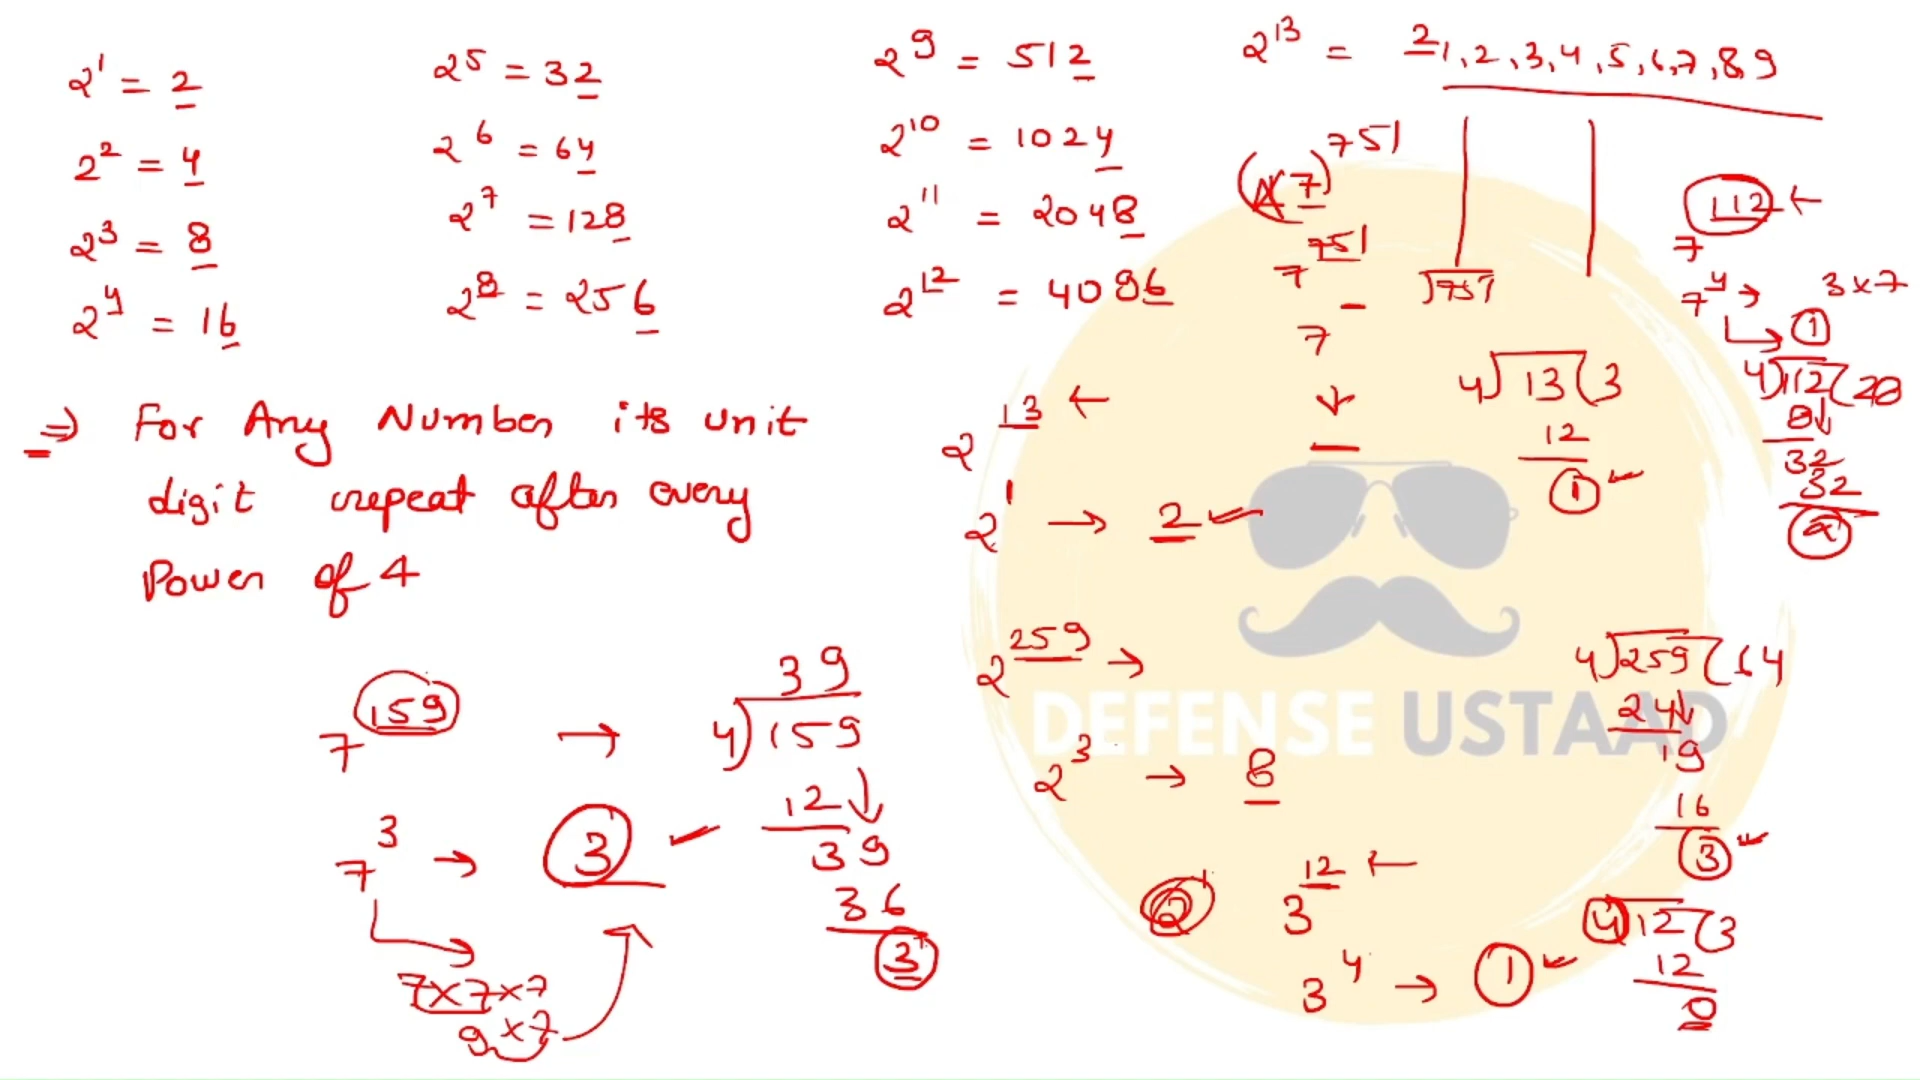 2¹ = 2
2² = 4
2³ = 8
2⁴ = 16
2⁵ = 32
2⁶ = 64
2⁷ = 128
2⁸ = 256
2⁹ = 512
2¹⁰ = 1024
2¹¹ = 2048
2¹² = 4096
2¹³ = 2
1, 2, 3, 4, 5, 6, 7, 8, 9
⇒ For Any Number its unit
digit repeat after every
Power of 4
7¹⁵⁹ →
7³ → 3
7×7×7
9×7
39
4)159
12
39
36
3
2¹³ ←
2¹ → 2
2²⁵⁹ →
2³ → 8
3¹² ←
3⁴ → 1
( 7)⁷⁵¹
7⁷⁵¹
7
)751
4)13(3
12
1
112 ←
7
7⁴ → 3×7
1
4)112(28
8
32
32
4)259(64
24
19
16
3
4)12(3
12
0
DEFENSE USTAAD